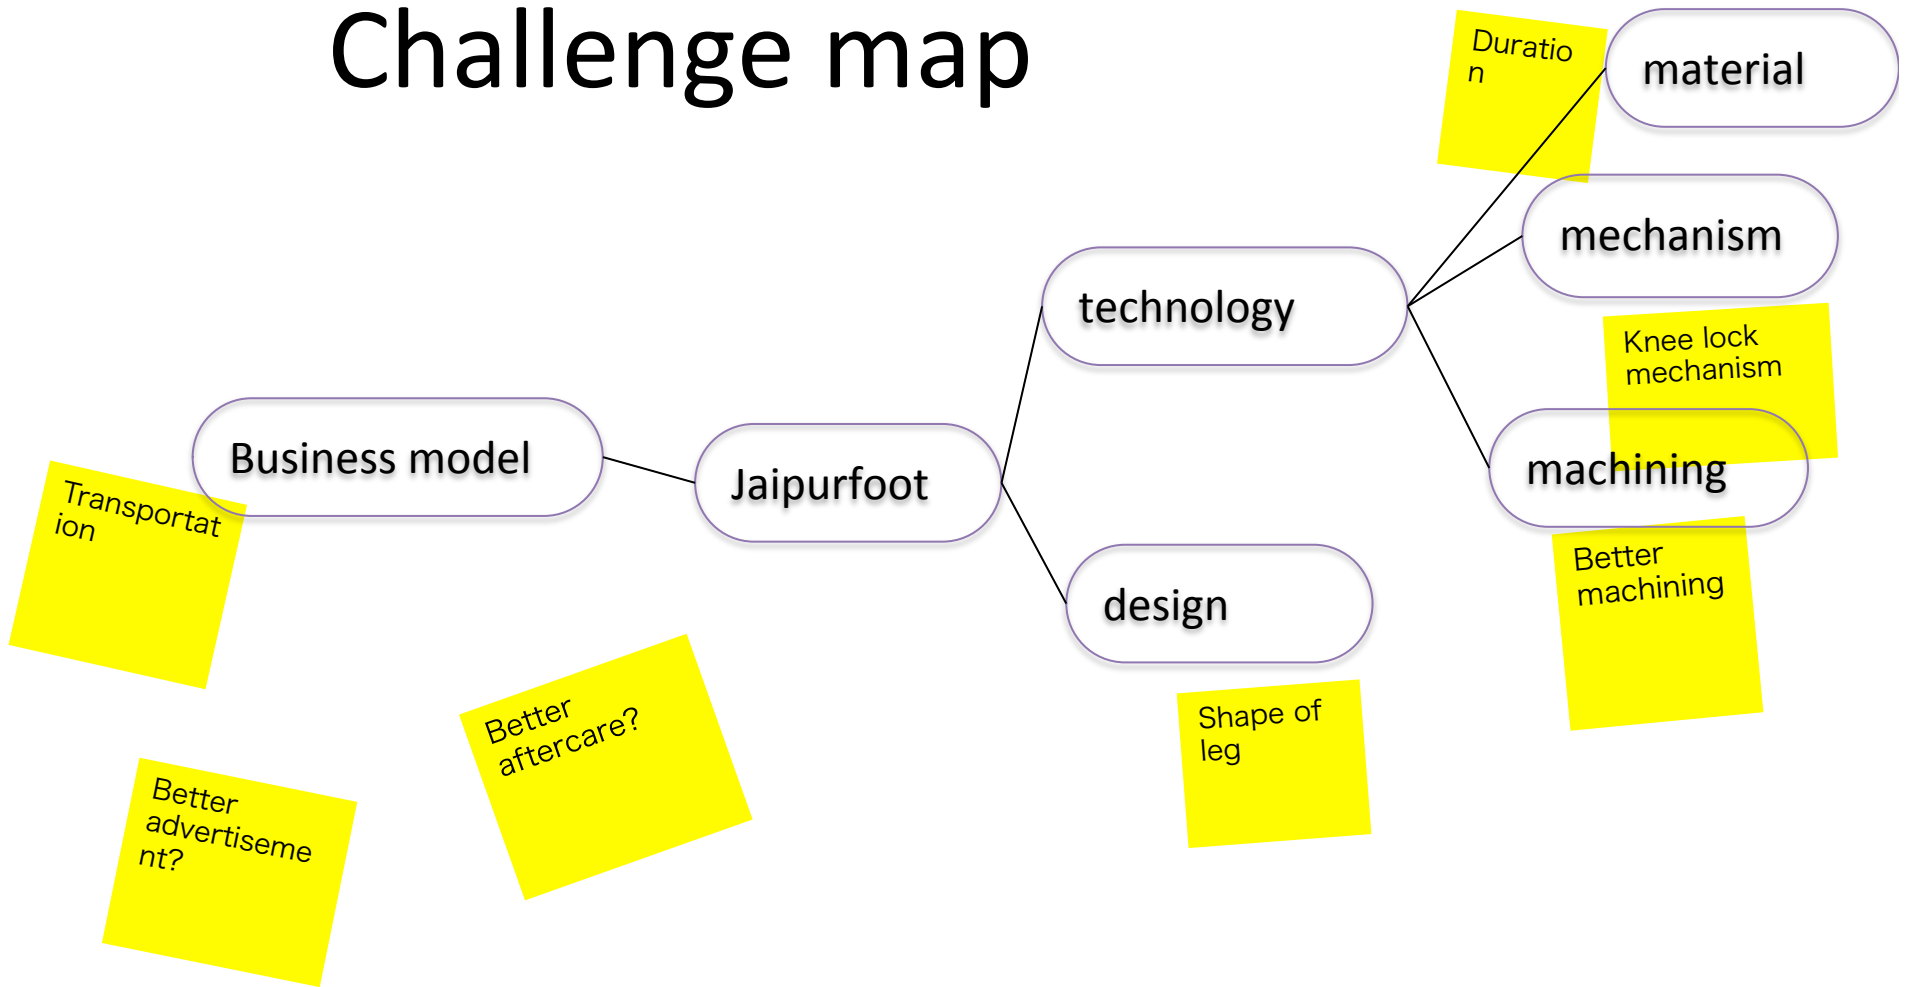 Challenge map
Duratio
n
material
mechanism
technology
Knee lock
mechanism
Business model
Jaipurfoot
machining
Transportat
ion
Better
machining
design
Better
aftercare?
Shape of
leg
Better
advertiseme
nt?